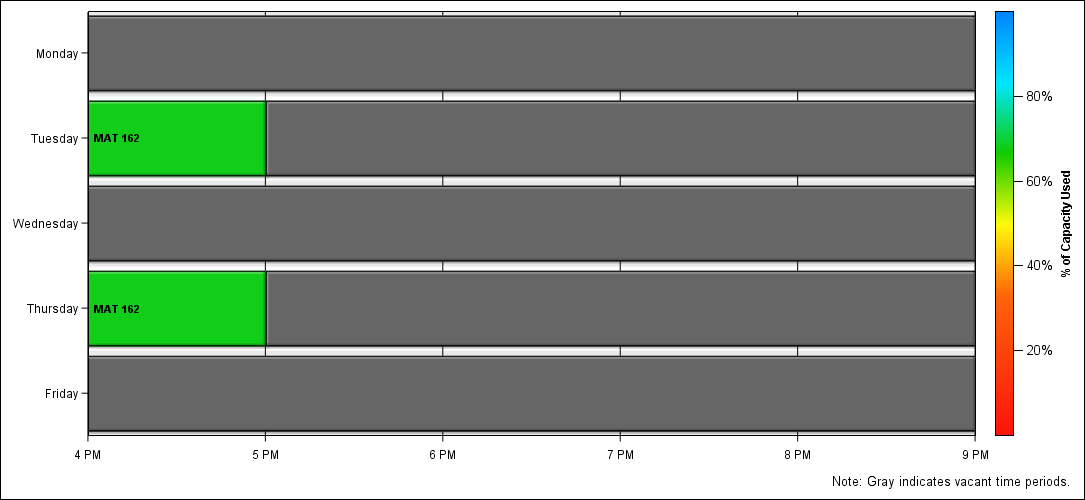 Monday
Tuesday
MAT 162
Wednesday
Thursday
MAT 162
Friday
4 PM
5 PM
6 PM
7 PM
8 PM
9 PM
80%
60%
40%
20%
% of Capacity Used
Note: Gray indicates vacant time periods.